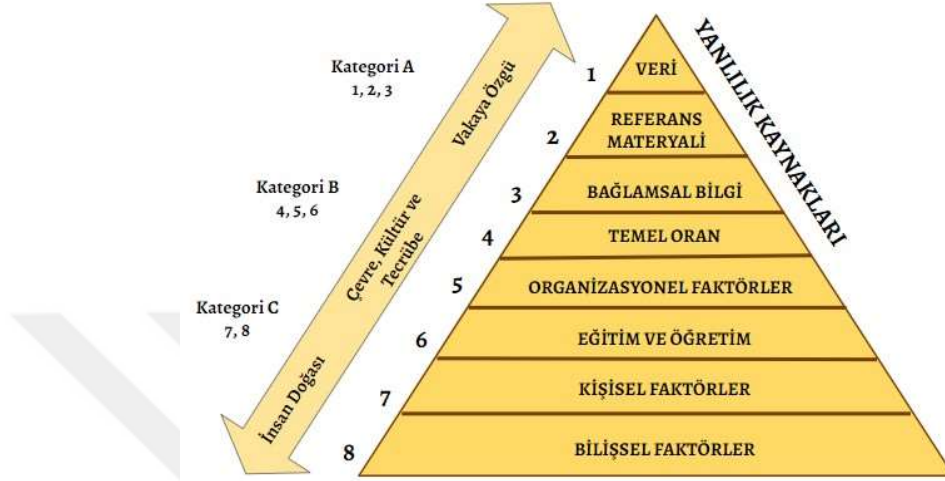 Kategori A
1, 2, 3
Kategori B
4, 5, 6
Kategori C
7, 8
Vakaya Özgü
Çevre, Kültür ve
Tecrübe
İnsan Doğası
YANLILIK KAYNAKLARI
1
VERİ
2
REFERANS
MATERYALİ
3
BAĞLAMSAL BİLGİ
4
TEMEL ORAN
5
ORGANİZASYONEL FAKTÖRLER
6
EĞİTİM VE ÖĞRETİM
7
KİŞİSEL FAKTÖRLER
8
BİLİŞSEL FAKTÖRLER